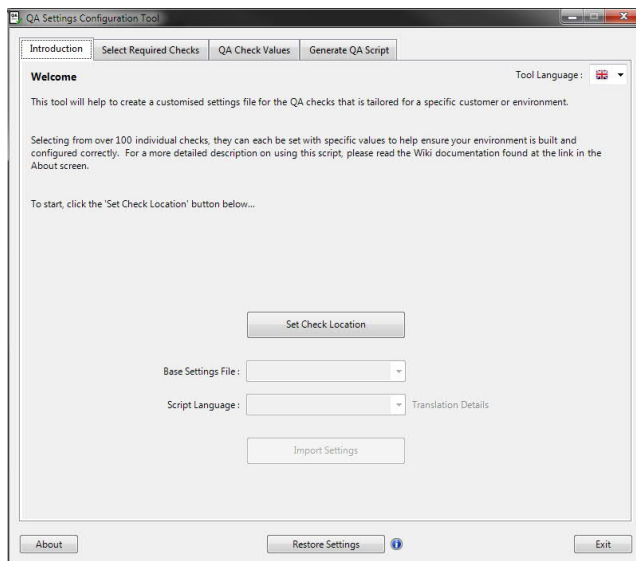 QA Settings Configuration Tool
Introduction
Select Required Checks
QA Check Values
Generate QA Script
Welcome
Tool Language :
This tool will help to create a customised settings file for the QA checks that is tailored for a specific customer or environment.
Selecting from over 100 individual checks, they can each be set with specific values to help ensure your environment is built and
configured correctly. For a more detailed description on using this script, please read the Wiki documentation found at the link in the
About screen.
To start, click the 'Set Check Location' button below...
Set Check Location
Base Settings File :
Script Language :
Translation Details
Import Settings
About
Restore Settings
Exit